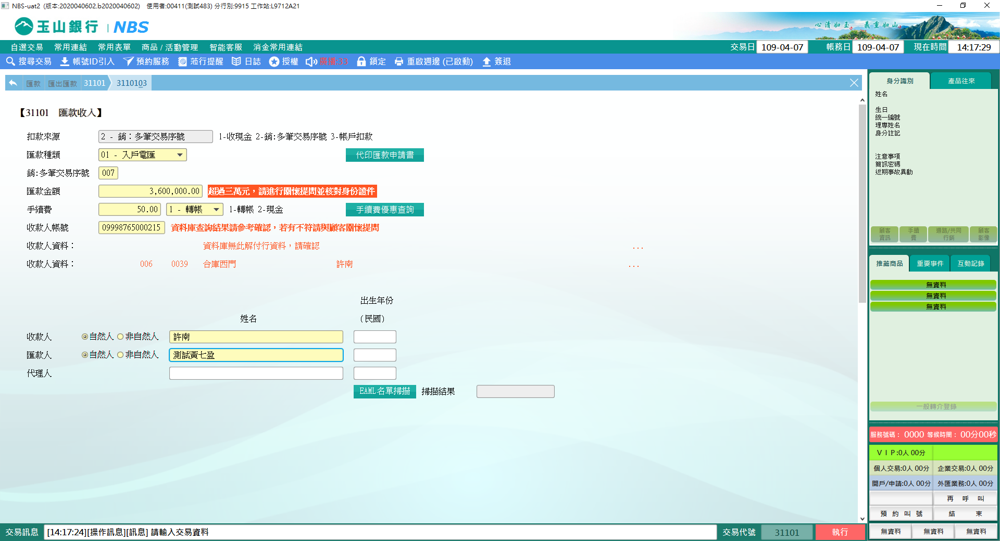 NBS-uat2 (版本:2020040602.b2020040602) 使用者:00411(測試483) 分行別:9915 工作站:L9712A21
玉山銀行 | NBS
心清如玉。 義重如山。
自選交易 常用連結 常用表單 商品 / 活動管理 智能客服 消金常用連結 交易日 109-04-07 帳務日 109-04-07 現在時間 14:17:29
搜尋交易 帳號ID引入 預約服務 蒞行提醒 日誌 授權 廣播:33 鎖定 重啟週邊 (已啟動) 簽退
匯款 匯出匯款 31101 3110103
【31101 匯款收入】
扣款來源 2 - 銷：多筆交易序號 1-收現金 2-銷:多筆交易序號 3-帳戶扣款
匯款種類 01 - 入戶電匯 代印匯款申請書
銷:多筆交易序號 007
匯款金額 3,600,000.00 超過三萬元，請進行關懷提問並核對身份證件
手續費 50.00 1 - 轉帳 1-轉帳 2-現金 手續費優惠查詢
收款人帳號 09998765000215 資料庫查詢結果請參考確認，若有不符請與顧客關懷提問
收款人資料： 資料庫無此解付行資料，請確認 ...
收款人資料： 006 0039 合庫西門 許南 ...
出生年份
姓名 (民國)
收款人 自然人 非自然人 許南
匯款人 自然人 非自然人 測試黃七盈
代理人
EAML名單掃描 掃描結果
交易訊息 [14:17:24][操作訊息][訊息] 請輸入交易資料 交易代號 31101 執行
身分識別 產品往來
姓名
生日
統一編號
理專姓名
身分註記
注意事項
簡訊密碼
近期事故異動
顧客資訊 手續費 通路/共同行銷 顧客影像
推薦商品 重要事件 互動記錄
無資料
無資料
無資料
一般轉介登錄
服務號碼： 0000 等候時間： 00分00秒
ＶＩＰ:0人 00分
個人交易:0人 00分 企業交易:0人 00分
開戶/申請:0人 00分 外匯業務:0人 00分
再 呼 叫
預 約 叫 號 結 束
無資料 無資料 無資料